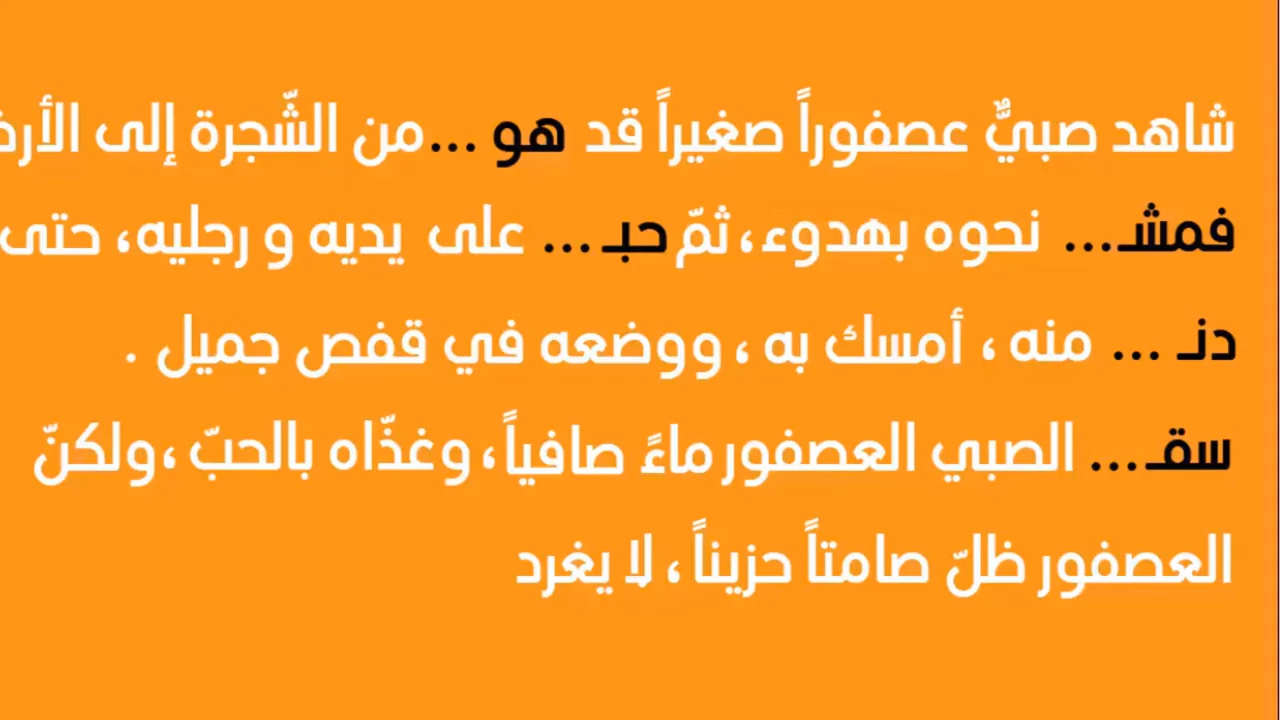 شاهد صبيٌّ عصفوراً صغيراً قد هو ...من الشّجرة إلى الأرض
فمشـ... نحوه بهدوء، ثمّ حبـ ... على يديه و رجليه، حتى
دنـ ... منه ، أمسك به ، ووضعه في قفص جميل .
سقـ... الصبي العصفور ماءً صافياً، وغذّاه بالحبّ ،ولكنّ
العصفور ظلّ صامتاً حزيناً ، لا يغرد